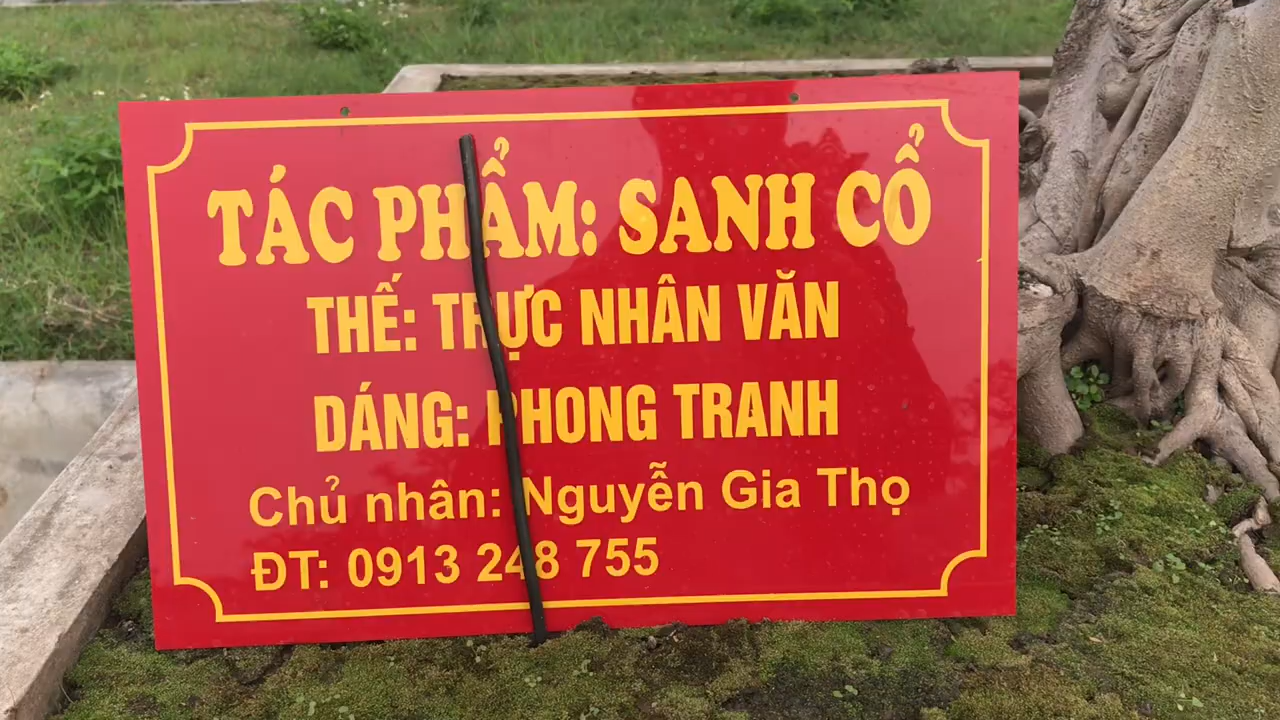 TÁC PHẨM: SANH CỔ
THẾ: TRỰC NHÂN VĂN
DÁNG: PHONG TRANH
Chủ nhân: Nguyễn Gia Thọ
ĐT: 0913 248 755